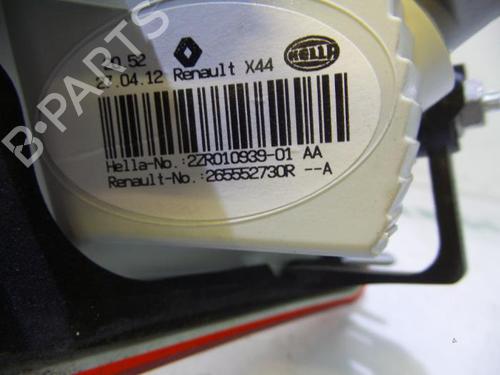 27.04.12 Renault X44
HELLA
Hella-No.:2ZR010939-01 AA
Renault-No.:265552730R --A
B-PARTS